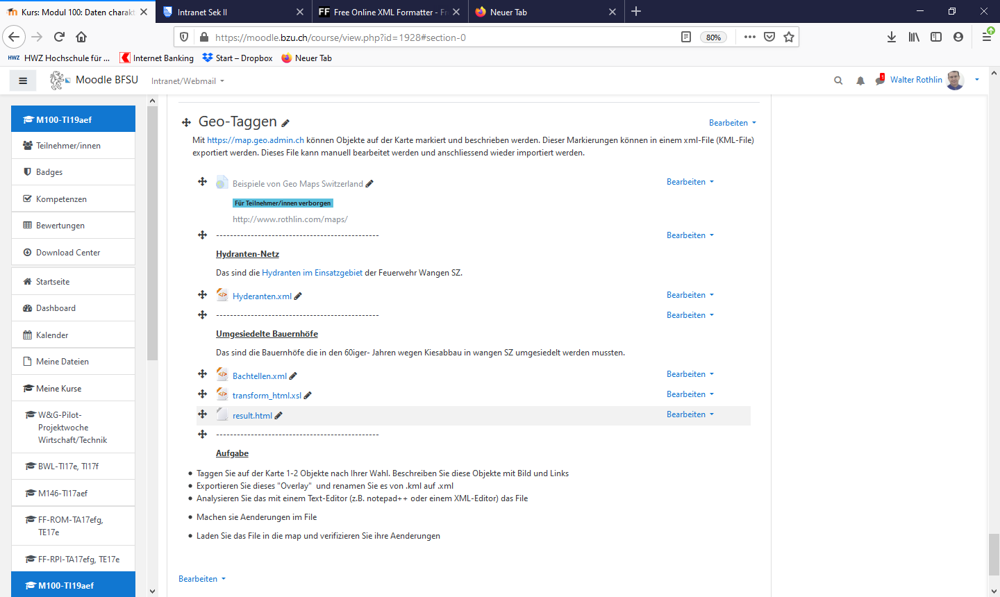 Kurs: Modul 100: Daten charakt
Intranet Sek II
Free Online XML Formatter - Fr
Neuer Tab
https://moodle.bzu.ch/course/view.php?id=1928#section-0
80%
HWZ HWZ Hochschule für ...
Internet Banking
Start – Dropbox
Neuer Tab
Moodle BFSU
Intranet/Webmail
1
Walter Rothlin
M100-TI19aef
Teilnehmer/innen
Badges
Kompetenzen
Bewertungen
Download Center
Startseite
Dashboard
Kalender
Meine Dateien
Meine Kurse
W&G-Pilot-
Projektwoche
Wirtschaft/Technik
BWL-TI17e, TI17f
M146-TI17aef
FF-ROM-TA17efg,
TE17e
FF-RPI-TA17efg, TE17e
M100-TI19aef
Geo-Taggen
Bearbeiten
Mit https://map.geo.admin.ch können Objekte auf der Karte markiert und beschrieben werden. Dieser Markierungen können in einem xml-File (KML-File)
exportiert werden. Dieses File kann manuell bearbeitet werden und anschliessend wieder importiert werden.
Beispiele von Geo Maps Switzerland
Bearbeiten
Für Teilnehmer/innen verborgen
http://www.rothlin.com/maps/
-----------------------------------------------
Bearbeiten
Hydranten-Netz
Das sind die Hydranten im Einsatzgebiet der Feuerwehr Wangen SZ.
Hyderanten.xml
Bearbeiten
-----------------------------------------------
Bearbeiten
Umgesiedelte Bauernhöfe
Das sind die Bauernhöfe die in den 60iger- Jahren wegen Kiesabbau in wangen SZ umgesiedelt werden mussten.
Bachtellen.xml
Bearbeiten
transform_html.xsl
Bearbeiten
result.html
Bearbeiten
-----------------------------------------------
Aufgabe
• Taggen Sie auf der Karte 1-2 Objekte nach Ihrer Wahl. Beschreiben Sie diese Objekte mit Bild und Links
• Exportieren Sie dieses "Overlay"  und renamen Sie es von .kml auf .xml
• Analysieren Sie das mit einem Text-Editor (z.B. notepad++ oder einem XML-Editor) das File
• Machen sie Aenderungen im File
• Laden Sie das File in die map und verifizieren Sie ihre Aenderungen
Bearbeiten